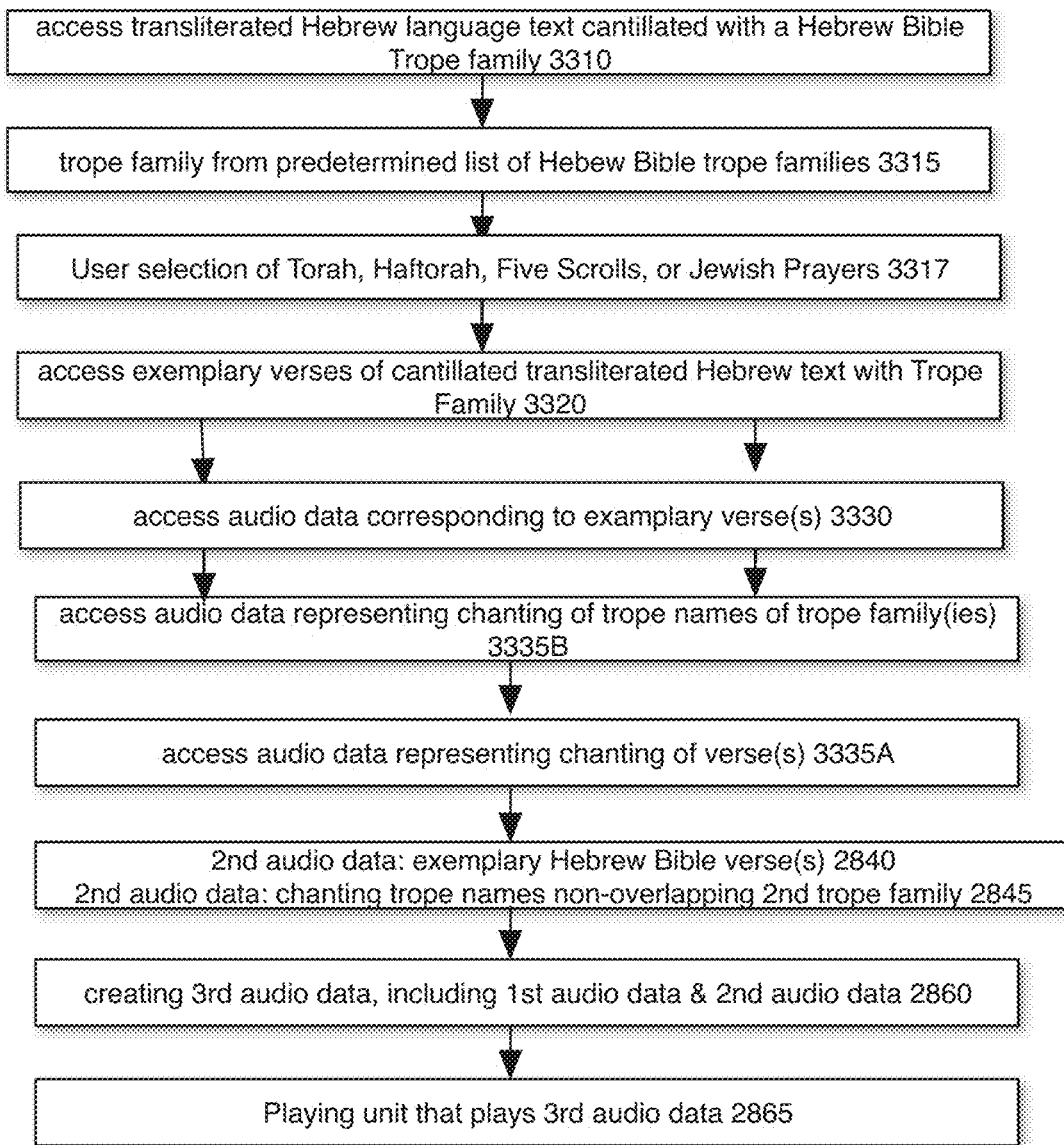 access transliterated Hebrew language text cantillated with a Hebrew Bible
Trope family 3310
trope family from predetermined list of Hebew Bible trope families 3315
User selection of Torah, Haftorah, Five Scrolls, or Jewish Prayers 3317
access exemplary verses of cantillated transliterated Hebrew text with Trope
Family 3320
access audio data corresponding to examplary verse(s) 3330
access audio data representing chanting of trope names of trope family(ies)
3335B
access audio data representing chanting of verse(s) 3335A
2nd audio data: exemplary Hebrew Bible verse(s) 2840
2nd audio data: chanting trope names non-overlapping 2nd trope family 2845
creating 3rd audio data, including 1st audio data & 2nd audio data 2860
Playing unit that plays 3rd audio data 2865